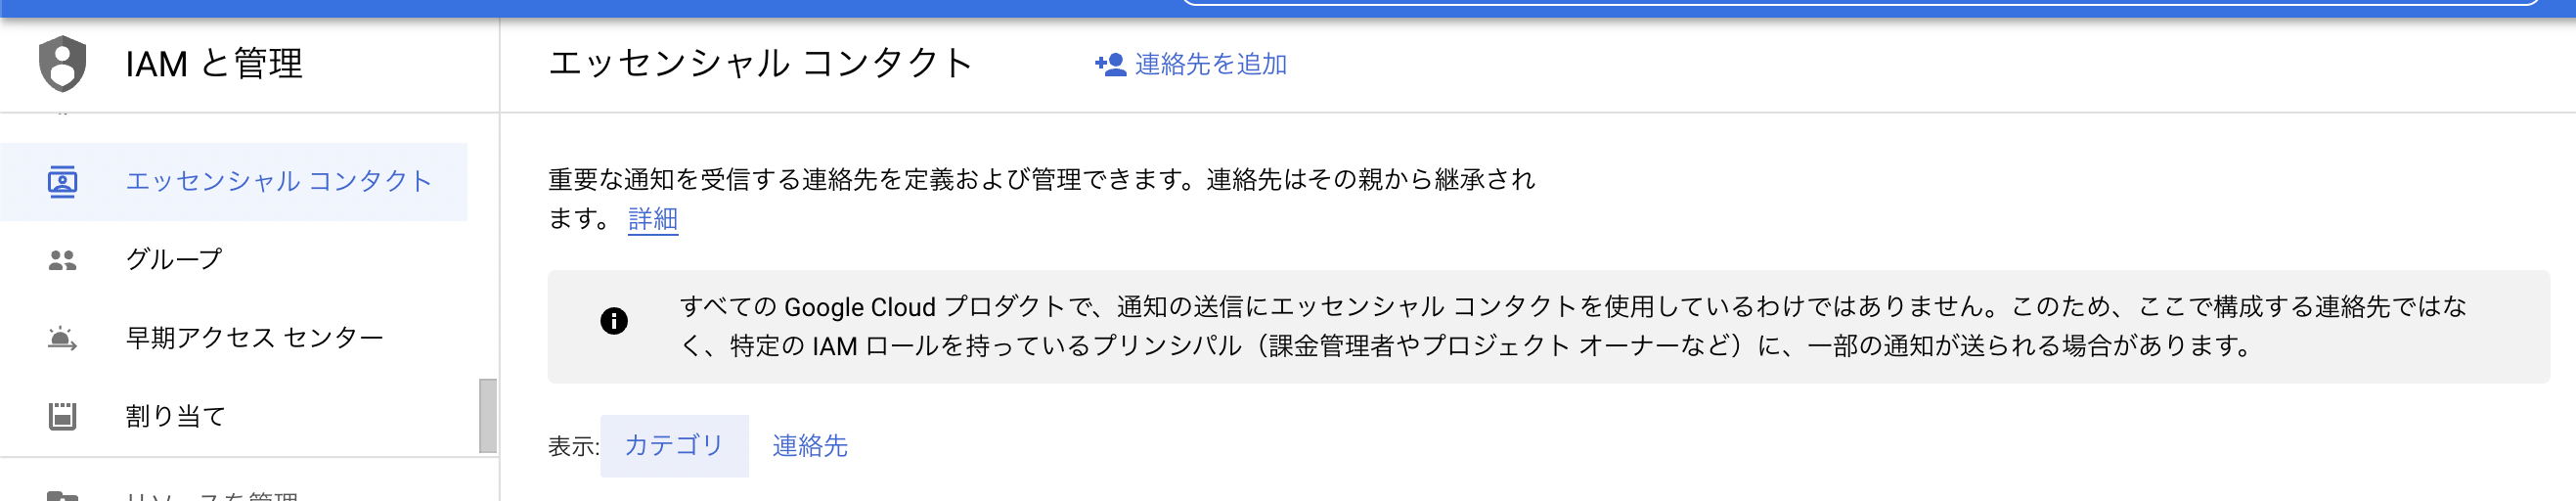 IAM と管理
エッセンシャル コンタクト
連絡先を追加
エッセンシャル コンタクト
グループ
早期アクセス センター
割り当て
リソースを管理
重要な通知を受信する連絡先を定義および管理できます。連絡先はその親から継承され
ます。 詳細
すべての Google Cloud プロダクトで、通知の送信にエッセンシャル コンタクトを使用しているわけではありません。このため、ここで構成する連絡先ではな
く、特定の IAM ロールを持っているプリンシパル（課金管理者やプロジェクト オーナーなど）に、一部の通知が送られる場合があります。
表示: カテゴリ 連絡先